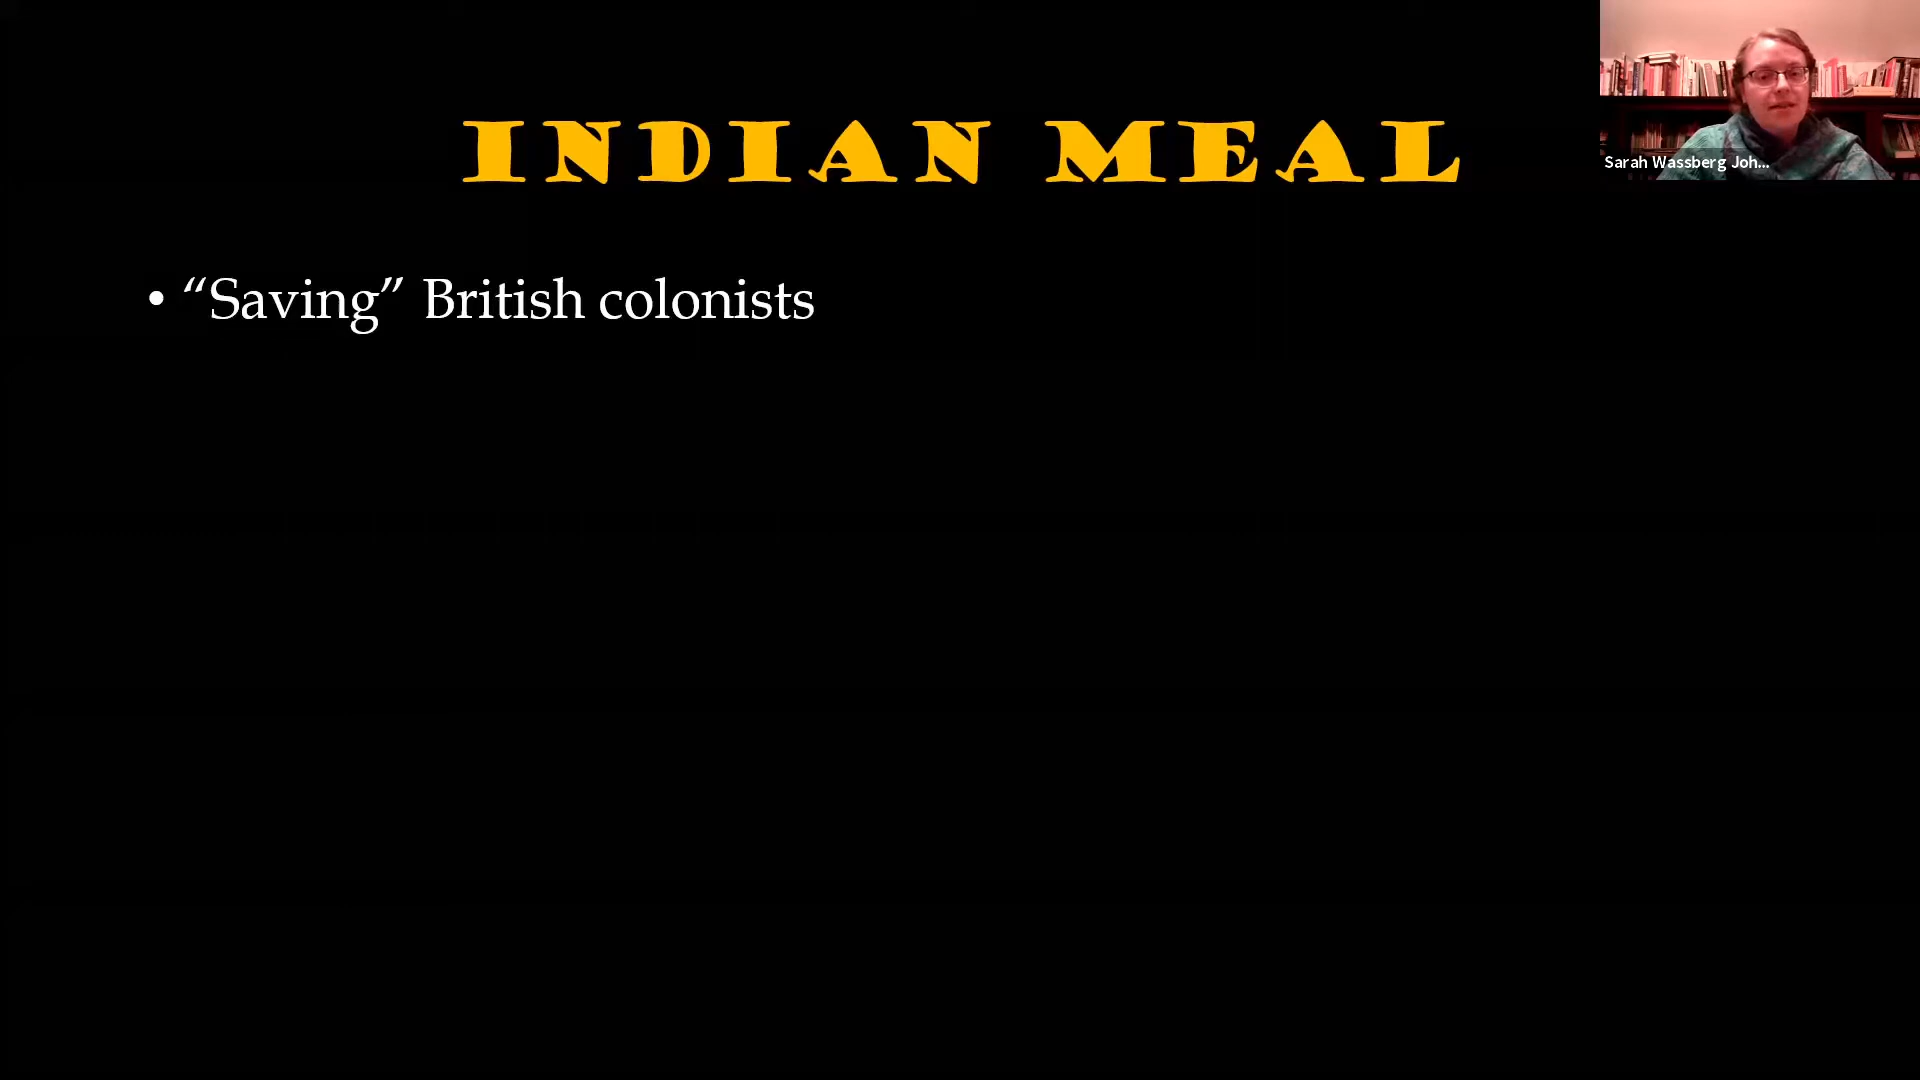 INDIAN MEAL
• “Saving” British colonists
Sarah Wassberg Joh...